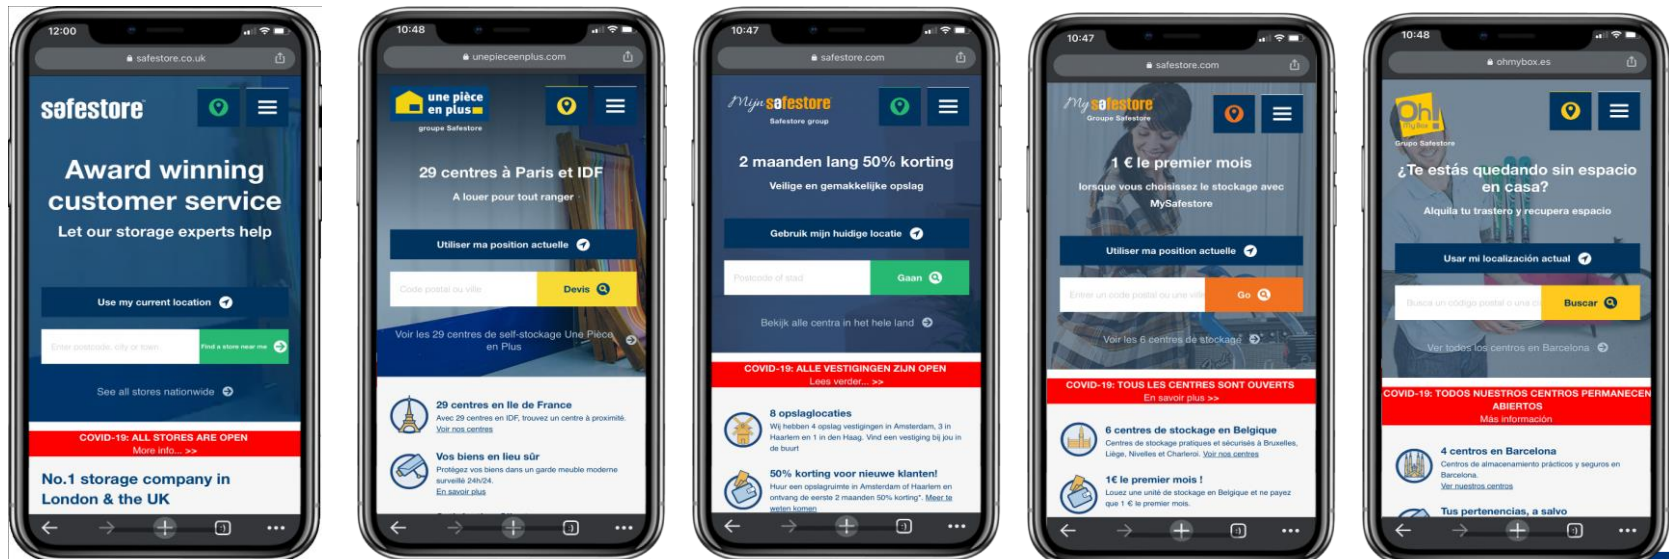 12:00
safestore.co.uk
safestore
Award winning
customer service
Let our storage experts help
Use my current location
Enter postcode, city or town
Find a store near me
See all stores nationwide
COVID-19: ALL STORES ARE OPEN
More info... >>
No.1 storage company in
London & the UK
10:48
unepieceenplus.com
une pièce
en plus
groupe Safestore
29 centres à Paris et IDF
A louer pour tout ranger
Utiliser ma position actuelle
Code postal ou ville
Devis
Voir les 29 centres de self-stockage Une Pièce
en Plus
29 centres en Ile de France
Avec 29 centres en IDF, trouvez un centre à proximité.
Voir nos centres
Vos biens en lieu sûr
Protégez vos biens dans un garde meuble moderne
surveillé 24h/24.
En savoir plus
10:47
safestore.com
Mijn safestore
Safestore group
2 maanden lang 50% korting
Veilige en gemakkelijke opslag
Gebruik mijn huidige locatie
Postcode of stad
Gaan
Bekijk alle centra in het hele land
COVID-19: ALLE VESTIGINGEN ZIJN OPEN
Lees verder... >>
8 opslaglocaties
Wij hebben 4 opslag vestigingen in Amsterdam, 3 in
Haarlem en 1 in den Haag. Vind een vestiging bij jou in
de buurt
50% korting voor nieuwe klanten!
Huur een opslagruimte in Amsterdam of Haarlem en
ontvang de eerste 2 maanden 50% korting*. Meer te
weten komen
10:47
safestore.com
My safestore
Groupe Safestore
1 € le premier mois
lorsque vous choisissez le stockage avec
MySafestore
Utiliser ma position actuelle
Entrer un code postal ou une ville
Go
Voir les 6 centres de stockage
COVID-19: TOUS LES CENTRES SONT OUVERTS
En savoir plus >>
6 centres de stockage en Belgique
Centres de stockage pratiques et sécurisés à Bruxelles,
Liège, Nivelles et Charleroi. Voir nos centres
1€ le premier mois !
Louez une unité de stockage en Belgique et ne payez
que 1 € le premier mois.
10:48
ohmybox.es
Oh!
My Box
Grupo Safestore
¿Te estás quedando sin espacio
en casa?
Alquila tu trastero y recupera espacio
Usar mi localización actual
Busca un código postal o una
Buscar
Ver todos los centros en Barcelona
COVID-19: TODOS NUESTROS CENTROS PERMANECEN
ABIERTOS
Más información
4 centros en Barcelona
Centros de almacenamiento prácticos y seguros en
Barcelona.
Ver nuestros centros
Tus pertenencias, a salvo